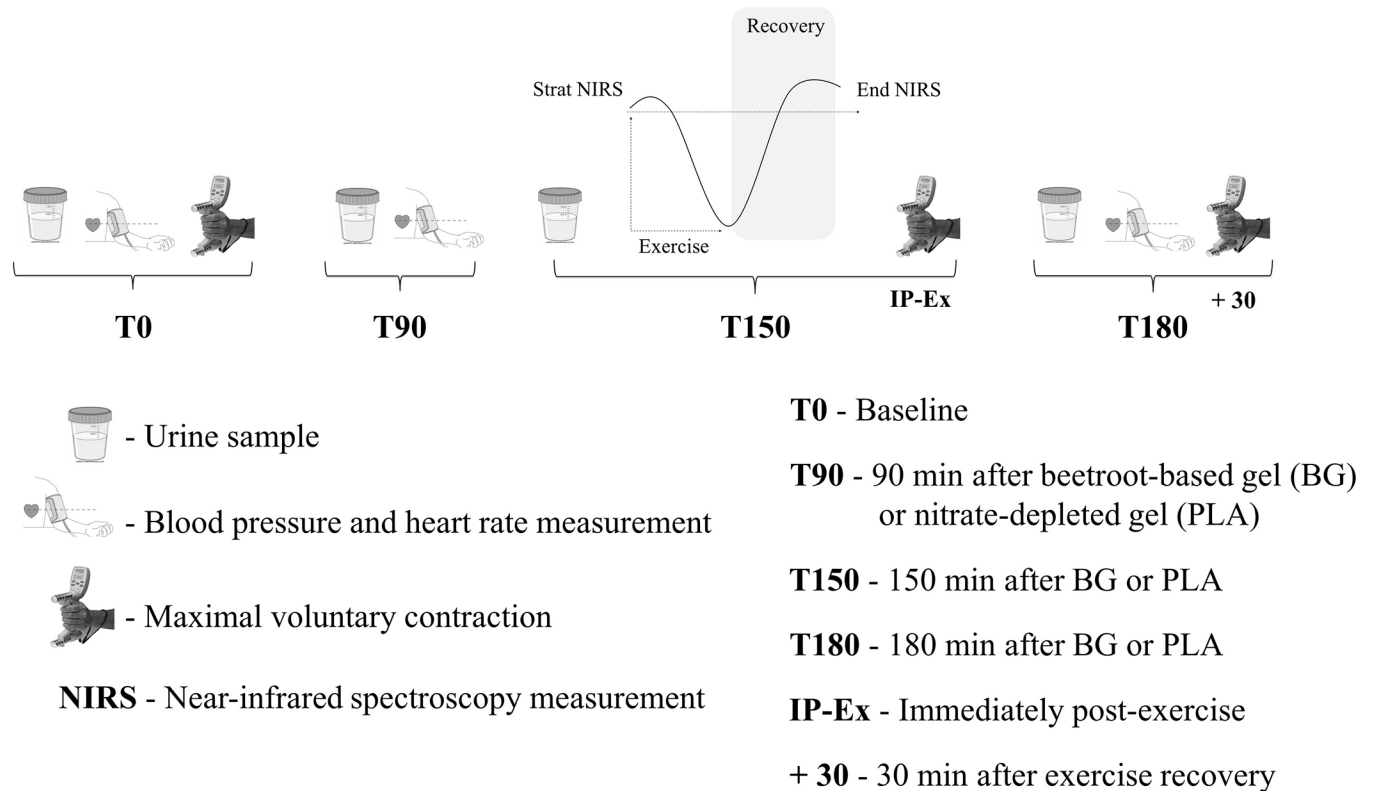 Recovery
Strat NIRS
End NIRS
Exercise
IP-Ex
+ 30
T0
T90
T150
T180
- Urine sample
- Blood pressure and heart rate measurement
- Maximal voluntary contraction
NIRS - Near-infrared spectroscopy measurement
T0 - Baseline
T90 - 90 min after beetroot-based gel (BG)
or nitrate-depleted gel (PLA)
T150 - 150 min after BG or PLA
T180 - 180 min after BG or PLA
IP-Ex - Immediately post-exercise
+ 30 - 30 min after exercise recovery